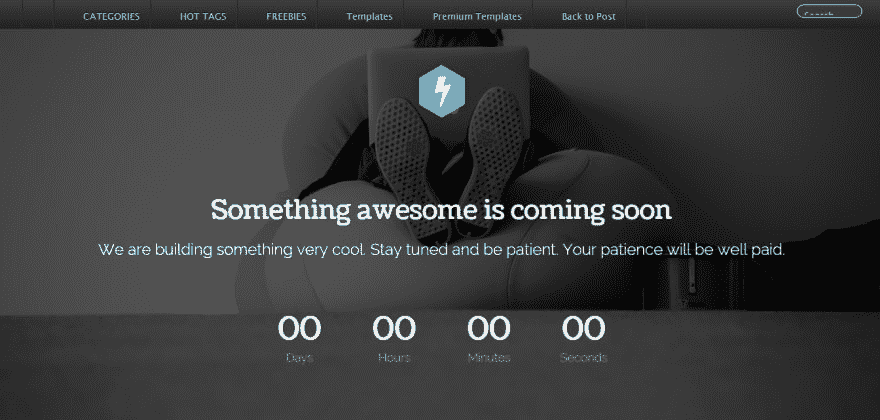 CATEGORIES HOT TAGS FREEBIES Templates Premium Templates Back to Post
Something awesome is coming soon
We are building something very cool. Stay tuned and be patient. Your patience will be well paid.
00 00 00 00
Days Hours Minutes Seconds